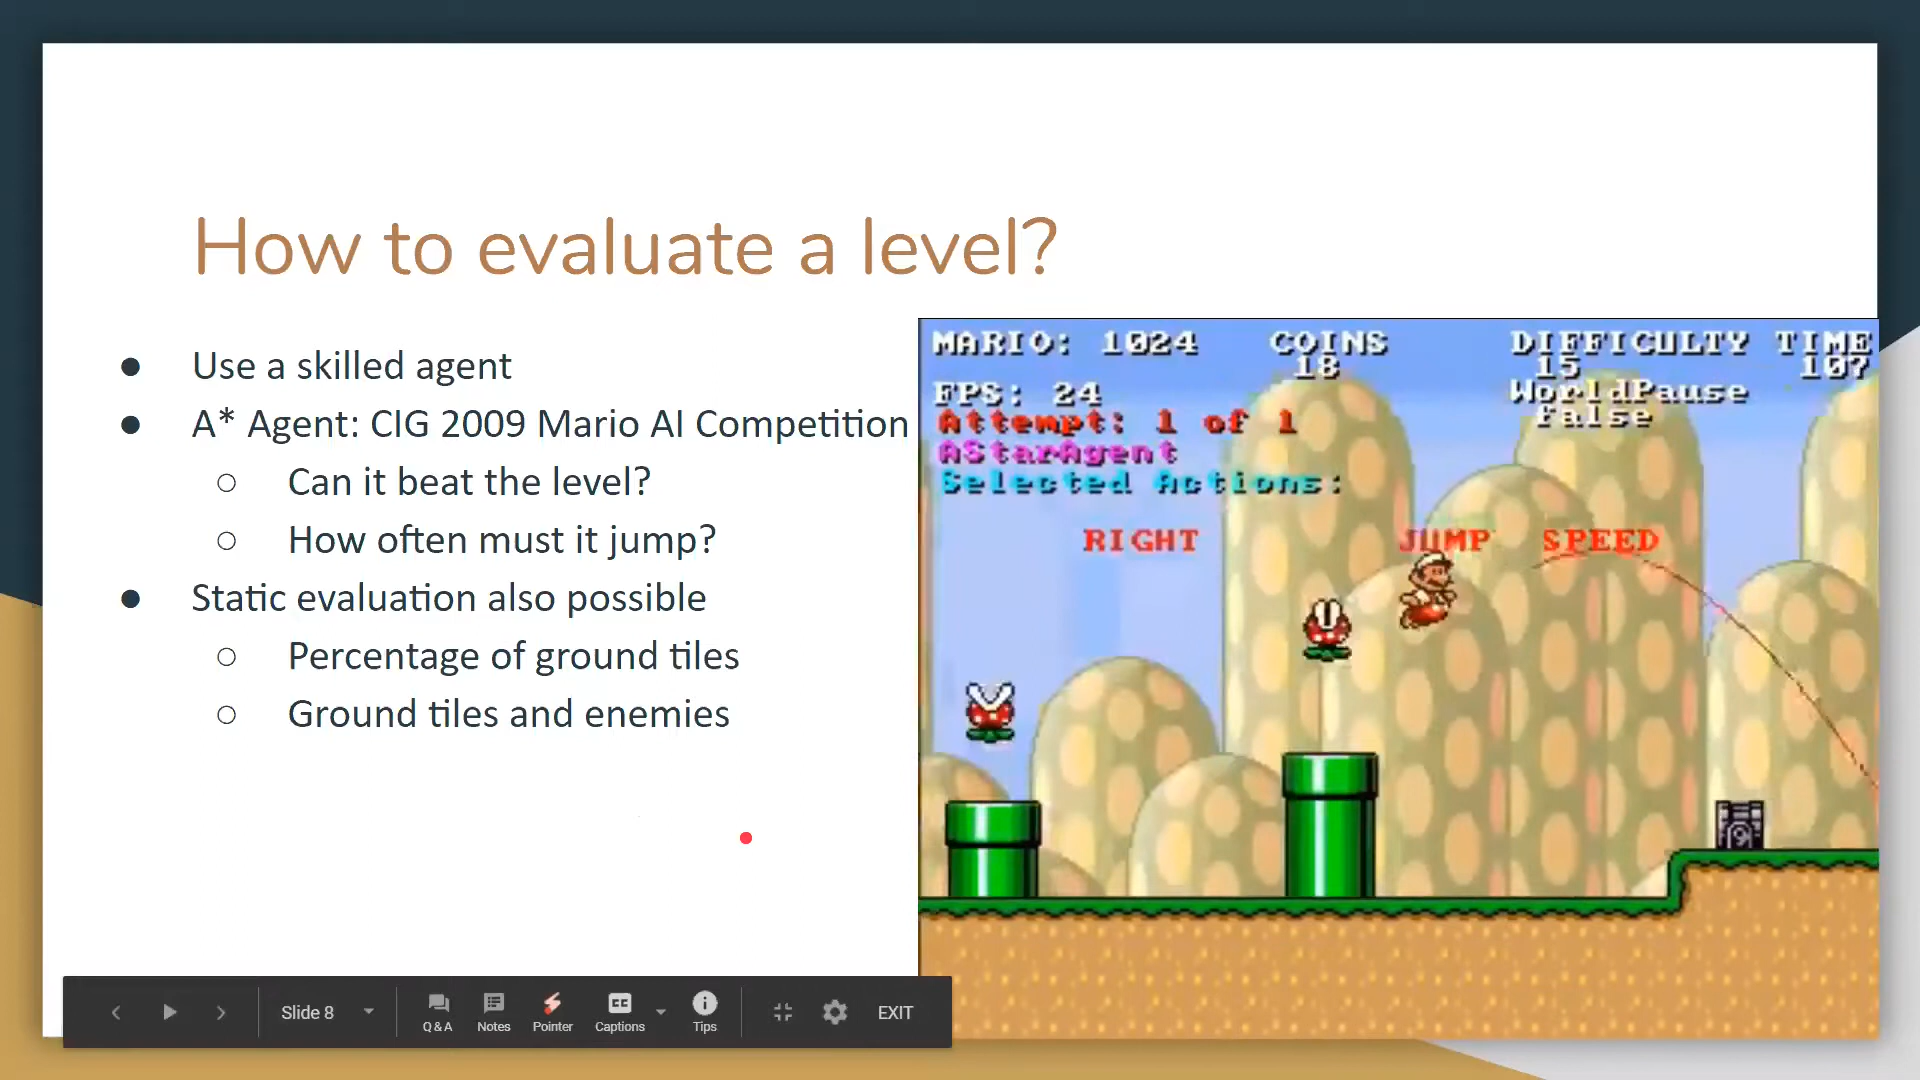 How to evaluate a level?
● Use a skilled agent
● A* Agent: CIG 2009 Mario AI Competition
○ Can it beat the level?
○ How often must it jump?
● Static evaluation also possible
○ Percentage of ground tiles
○ Ground tiles and enemies
MARIO: 1024 COINS DIFFICULTY TIME
18 15 107
FPS: 24 WorldPause
Attempt: 1 of 1 false
AStarAgent
Selected Actions:
RIGHT JUMP SPEED
Slide 8 Q & A Notes Pointer Captions Tips EXIT